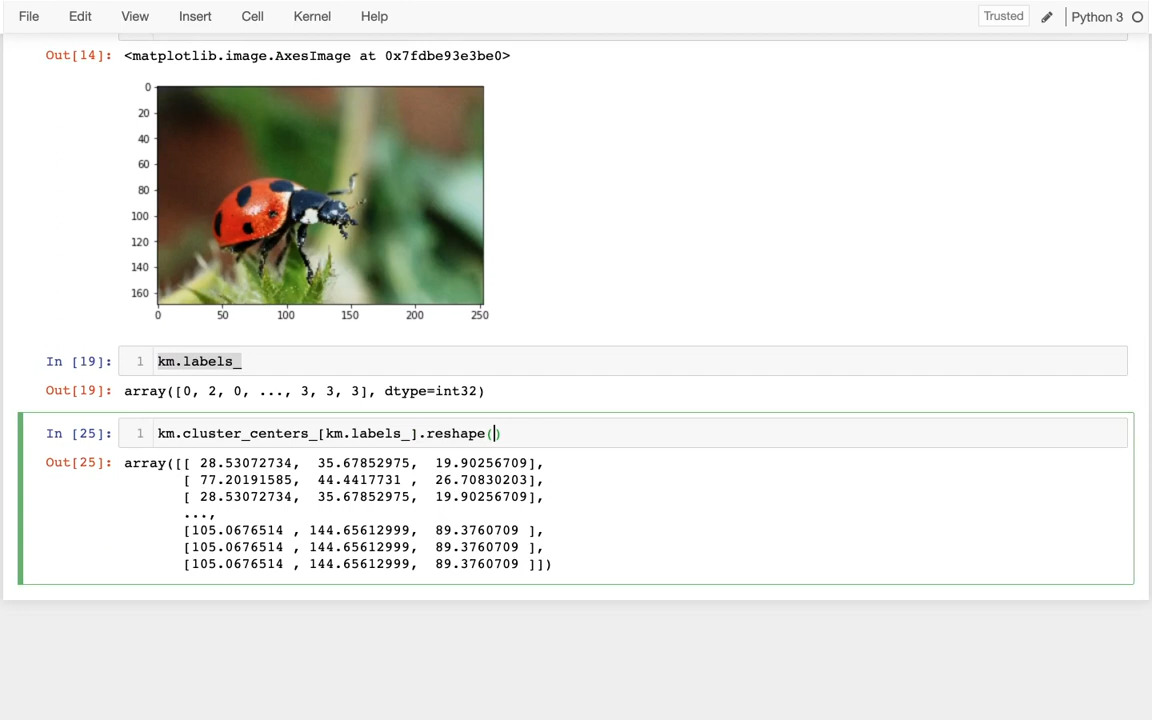 File Edit View Insert Cell Kernel Help Trusted Python 3
Out[14]: <matplotlib.image.AxesImage at 0x7fdbe93e3be0>
0
20
40
60
80
100
120
140
160
0 50 100 150 200 250
In [19]: 1 km.labels_
Out[19]: array([0, 2, 0, ..., 3, 3, 3], dtype=int32)
In [25]: 1 km.cluster_centers_[km.labels_].reshape()
Out[25]: array([[ 28.53072734, 35.67852975, 19.90256709],
[ 77.20191585, 44.4417731 , 26.70830203],
[ 28.53072734, 35.67852975, 19.90256709],
...,
[105.0676514 , 144.65612999, 89.3760709 ],
[105.0676514 , 144.65612999, 89.3760709 ],
[105.0676514 , 144.65612999, 89.3760709 ]])